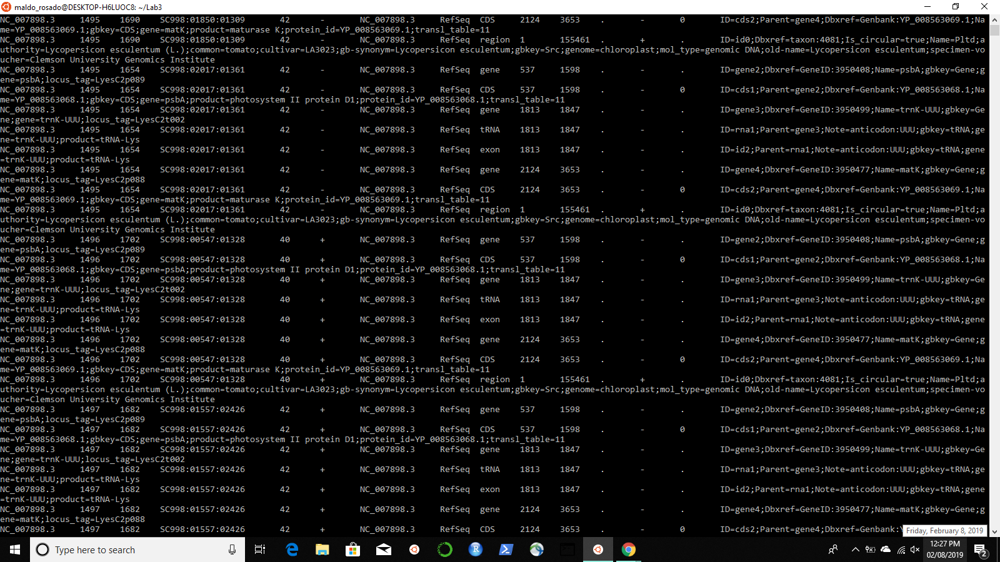 maldo_rosado@DESKTOP-H6LUOC8: ~/Lab3
NC_007898.3 1495 1690 SC998:01850:01309 42 - NC_007898.3 RefSeq CDS 2124 3653 . - 0 ID=cds2;Parent=gene4;Dbxref=Genbank:YP_008563069.1;Na
me=YP_008563069.1;gbkey=CDS;gene=matK;product=maturase K;protein_id=YP_008563069.1;transl_table=11
NC_007898.3 1495 1690 SC998:01850:01309 42 - NC_007898.3 RefSeq region 1 155461 . + . ID=id0;Dbxref=taxon:4081;Is_circular=true;Name=Pltd;a
uthority=Lycopersicon esculentum (L.);common=tomato;cultivar=LA3023;gb-synonym=Lycopersicon esculentum;gbkey=Src;genome=chloroplast;mol_type=genomic DNA;old-name=Lycopersicon esculentum;specimen-vo
ucher=Clemson University Genomics Institute
NC_007898.3 1495 1654 SC998:02017:01361 42 - NC_007898.3 RefSeq gene 537 1598 . - . ID=gene2;Dbxref=GeneID:3950408;Name=psbA;gbkey=Gene;g
ene=psbA;locus_tag=LyesC2p089
NC_007898.3 1495 1654 SC998:02017:01361 42 - NC_007898.3 RefSeq CDS 537 1598 . - 0 ID=cds1;Parent=gene2;Dbxref=Genbank:YP_008563068.1;Na
me=YP_008563068.1;gbkey=CDS;gene=psbA;product=photosystem II protein D1;protein_id=YP_008563068.1;transl_table=11
NC_007898.3 1495 1654 SC998:02017:01361 42 - NC_007898.3 RefSeq gene 1813 1847 . - . ID=gene3;Dbxref=GeneID:3950499;Name=trnK-UUU;gbkey=Ge
ne;gene=trnK-UUU;locus_tag=LyesC2t002
NC_007898.3 1495 1654 SC998:02017:01361 42 - NC_007898.3 RefSeq tRNA 1813 1847 . - . ID=rna1;Parent=gene3;Note=anticodon:UUU;gbkey=tRNA;ge
ne=trnK-UUU;product=tRNA-Lys
NC_007898.3 1495 1654 SC998:02017:01361 42 - NC_007898.3 RefSeq exon 1813 1847 . - . ID=id2;Parent=rna1;Note=anticodon:UUU;gbkey=tRNA;gene
=trnK-UUU;product=tRNA-Lys
NC_007898.3 1495 1654 SC998:02017:01361 42 - NC_007898.3 RefSeq gene 2124 3653 . - . ID=gene4;Dbxref=GeneID:3950477;Name=matK;gbkey=Gene;g
ene=matK;locus_tag=LyesC2p088
NC_007898.3 1495 1654 SC998:02017:01361 42 - NC_007898.3 RefSeq CDS 2124 3653 . - 0 ID=cds2;Parent=gene4;Dbxref=Genbank:YP_008563069.1;Na
me=YP_008563069.1;gbkey=CDS;gene=matK;product=maturase K;protein_id=YP_008563069.1;transl_table=11
NC_007898.3 1495 1654 SC998:02017:01361 42 - NC_007898.3 RefSeq region 1 155461 . + . ID=id0;Dbxref=taxon:4081;Is_circular=true;Name=Pltd;a
uthority=Lycopersicon esculentum (L.);common=tomato;cultivar=LA3023;gb-synonym=Lycopersicon esculentum;gbkey=Src;genome=chloroplast;mol_type=genomic DNA;old-name=Lycopersicon esculentum;specimen-vo
ucher=Clemson University Genomics Institute
NC_007898.3 1496 1702 SC998:00547:01328 40 + NC_007898.3 RefSeq gene 537 1598 . - . ID=gene2;Dbxref=GeneID:3950408;Name=psbA;gbkey=Gene;g
ene=psbA;locus_tag=LyesC2p089
NC_007898.3 1496 1702 SC998:00547:01328 40 + NC_007898.3 RefSeq CDS 537 1598 . - 0 ID=cds1;Parent=gene2;Dbxref=Genbank:YP_008563068.1;Na
me=YP_008563068.1;gbkey=CDS;gene=psbA;product=photosystem II protein D1;protein_id=YP_008563068.1;transl_table=11
NC_007898.3 1496 1702 SC998:00547:01328 40 + NC_007898.3 RefSeq gene 1813 1847 . - . ID=gene3;Dbxref=GeneID:3950499;Name=trnK-UUU;gbkey=Ge
ne;gene=trnK-UUU;locus_tag=LyesC2t002
NC_007898.3 1496 1702 SC998:00547:01328 40 + NC_007898.3 RefSeq tRNA 1813 1847 . - . ID=rna1;Parent=gene3;Note=anticodon:UUU;gbkey=tRNA;ge
ne=trnK-UUU;product=tRNA-Lys
NC_007898.3 1496 1702 SC998:00547:01328 40 + NC_007898.3 RefSeq exon 1813 1847 . - . ID=id2;Parent=rna1;Note=anticodon:UUU;gbkey=tRNA;gene
=trnK-UUU;product=tRNA-Lys
NC_007898.3 1496 1702 SC998:00547:01328 40 + NC_007898.3 RefSeq gene 2124 3653 . - . ID=gene4;Dbxref=GeneID:3950477;Name=matK;gbkey=Gene;g
ene=matK;locus_tag=LyesC2p088
NC_007898.3 1496 1702 SC998:00547:01328 40 + NC_007898.3 RefSeq CDS 2124 3653 . - 0 ID=cds2;Parent=gene4;Dbxref=Genbank:YP_008563069.1;Na
me=YP_008563069.1;gbkey=CDS;gene=matK;product=maturase K;protein_id=YP_008563069.1;transl_table=11
NC_007898.3 1496 1702 SC998:00547:01328 40 + NC_007898.3 RefSeq region 1 155461 . + . ID=id0;Dbxref=taxon:4081;Is_circular=true;Name=Pltd;a
uthority=Lycopersicon esculentum (L.);common=tomato;cultivar=LA3023;gb-synonym=Lycopersicon esculentum;gbkey=Src;genome=chloroplast;mol_type=genomic DNA;old-name=Lycopersicon esculentum;specimen-vo
ucher=Clemson University Genomics Institute
NC_007898.3 1497 1682 SC998:01557:02426 42 + NC_007898.3 RefSeq gene 537 1598 . - . ID=gene2;Dbxref=GeneID:3950408;Name=psbA;gbkey=Gene;g
ene=psbA;locus_tag=LyesC2p089
NC_007898.3 1497 1682 SC998:01557:02426 42 + NC_007898.3 RefSeq CDS 537 1598 . - 0 ID=cds1;Parent=gene2;Dbxref=Genbank:YP_008563068.1;Na
me=YP_008563068.1;gbkey=CDS;gene=psbA;product=photosystem II protein D1;protein_id=YP_008563068.1;transl_table=11
NC_007898.3 1497 1682 SC998:01557:02426 42 + NC_007898.3 RefSeq gene 1813 1847 . - . ID=gene3;Dbxref=GeneID:3950499;Name=trnK-UUU;gbkey=Ge
ne;gene=trnK-UUU;locus_tag=LyesC2t002
NC_007898.3 1497 1682 SC998:01557:02426 42 + NC_007898.3 RefSeq tRNA 1813 1847 . - . ID=rna1;Parent=gene3;Note=anticodon:UUU;gbkey=tRNA;ge
ne=trnK-UUU;product=tRNA-Lys
NC_007898.3 1497 1682 SC998:01557:02426 42 + NC_007898.3 RefSeq exon 1813 1847 . - . ID=id2;Parent=rna1;Note=anticodon:UUU;gbkey=tRNA;gene
=trnK-UUU;product=tRNA-Lys
NC_007898.3 1497 1682 SC998:01557:02426 42 + NC_007898.3 RefSeq gene 2124 3653 . - . ID=gene4;Dbxref=GeneID:3950477;Name=matK;gbkey=Gene;g
ene=matK;locus_tag=LyesC2p088
NC_007898.3 1497 1682 SC998:01557:02426 42 + NC_007898.3 RefSeq CDS 2124 3653 . - 0 ID=cds2;Parent=gene4;Dbxref=Genbank:
Friday, February 8, 2019
Type here to search
12:27 PM
02/08/2019
2